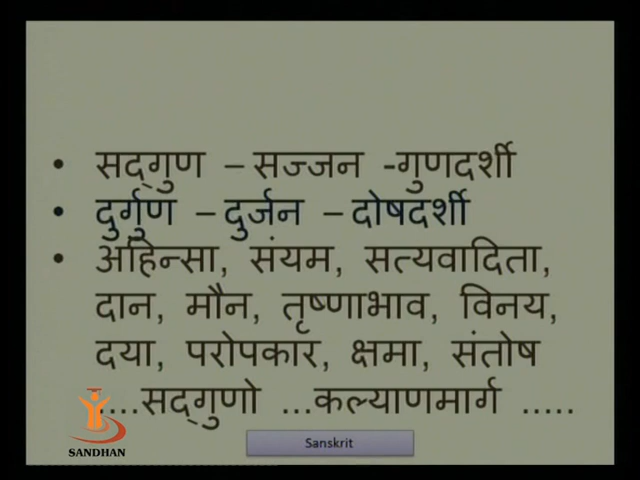 • सद्‌गुण – सज्जन -गुणदर्शी
• दुर्गुण – दुर्जन – दोषदर्शी
• अहिन्सा, संयम, सत्यवादिता,
दान, मौन, तृष्णाभाव, विनय,
दया, परोपकार, क्षमा, संतोष
....सद्‌गुणो ...कल्याणमार्ग .....
Sanskrit
SANDHAN